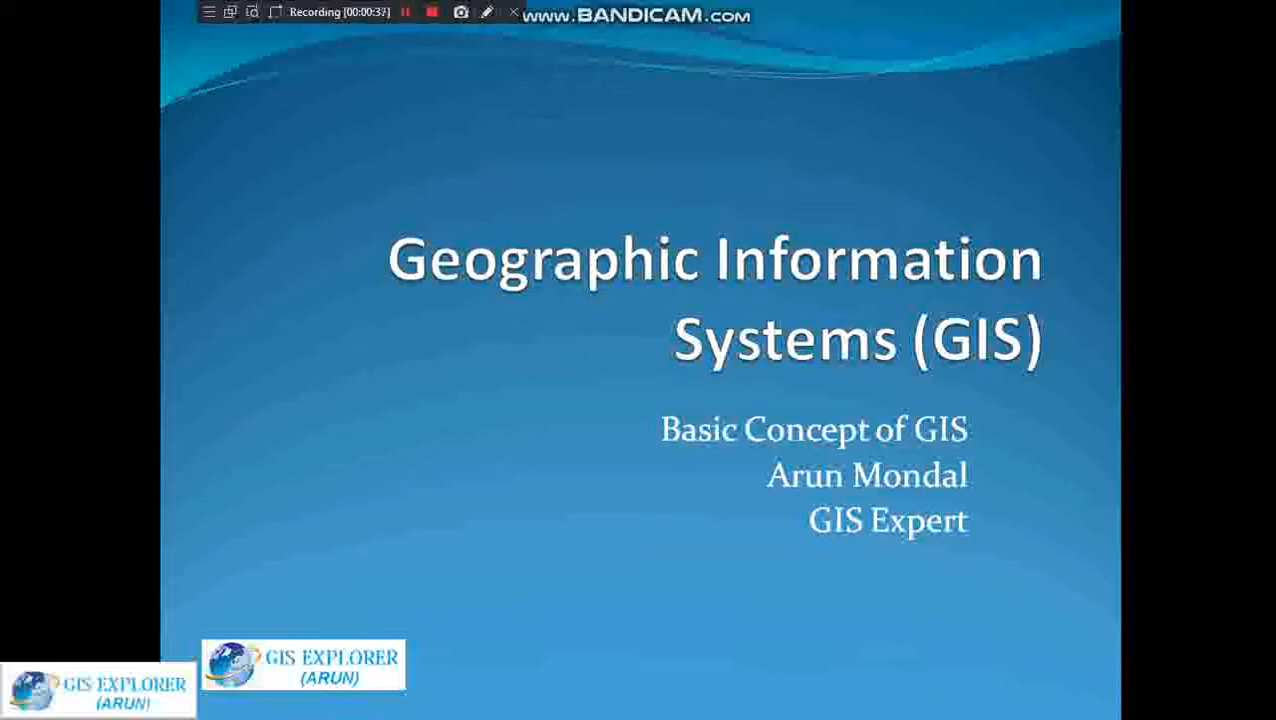 Recording [00:00:37]
www.BANDICAM.com
Geographic Information
Systems (GIS)
Basic Concept of GIS
Arun Mondal
GIS Expert
GIS EXPLORER
(ARUN)
GIS EXPLORER
(ARUN)